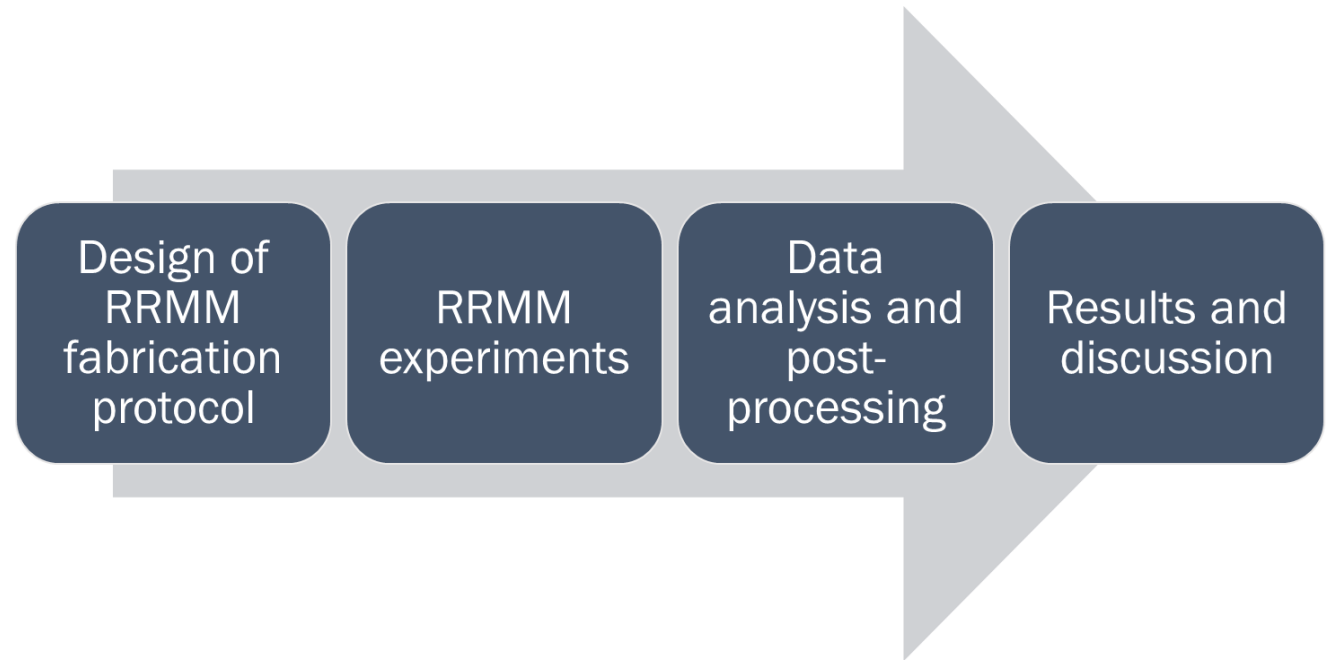 Design of
RRMM
fabrication
protocol
RRMM
experiments
Data
analysis and
post-
processing
Results and
discussion